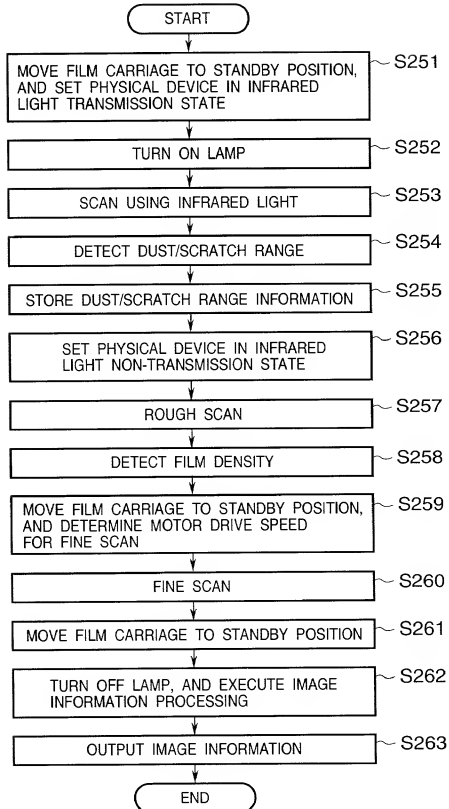 START
MOVE FILM CARRIAGE TO STANDBY POSITION,
AND SET PHYSICAL DEVICE IN INFRARED
LIGHT TRANSMISSION STATE
S251
TURN ON LAMP
S252
SCAN USING INFRARED LIGHT
S253
DETECT DUST/SCRATCH RANGE
S254
STORE DUST/SCRATCH RANGE INFORMATION
S255
SET PHYSICAL DEVICE IN INFRARED
LIGHT NON-TRANSMISSION STATE
S256
ROUGH SCAN
S257
DETECT FILM DENSITY
S258
MOVE FILM CARRIAGE TO STANDBY POSITION,
AND DETERMINE MOTOR DRIVE SPEED
FOR FINE SCAN
S259
FINE SCAN
S260
MOVE FILM CARRIAGE TO STANDBY POSITION
S261
TURN OFF LAMP, AND EXECUTE IMAGE
INFORMATION PROCESSING
S262
OUTPUT IMAGE INFORMATION
S263
END